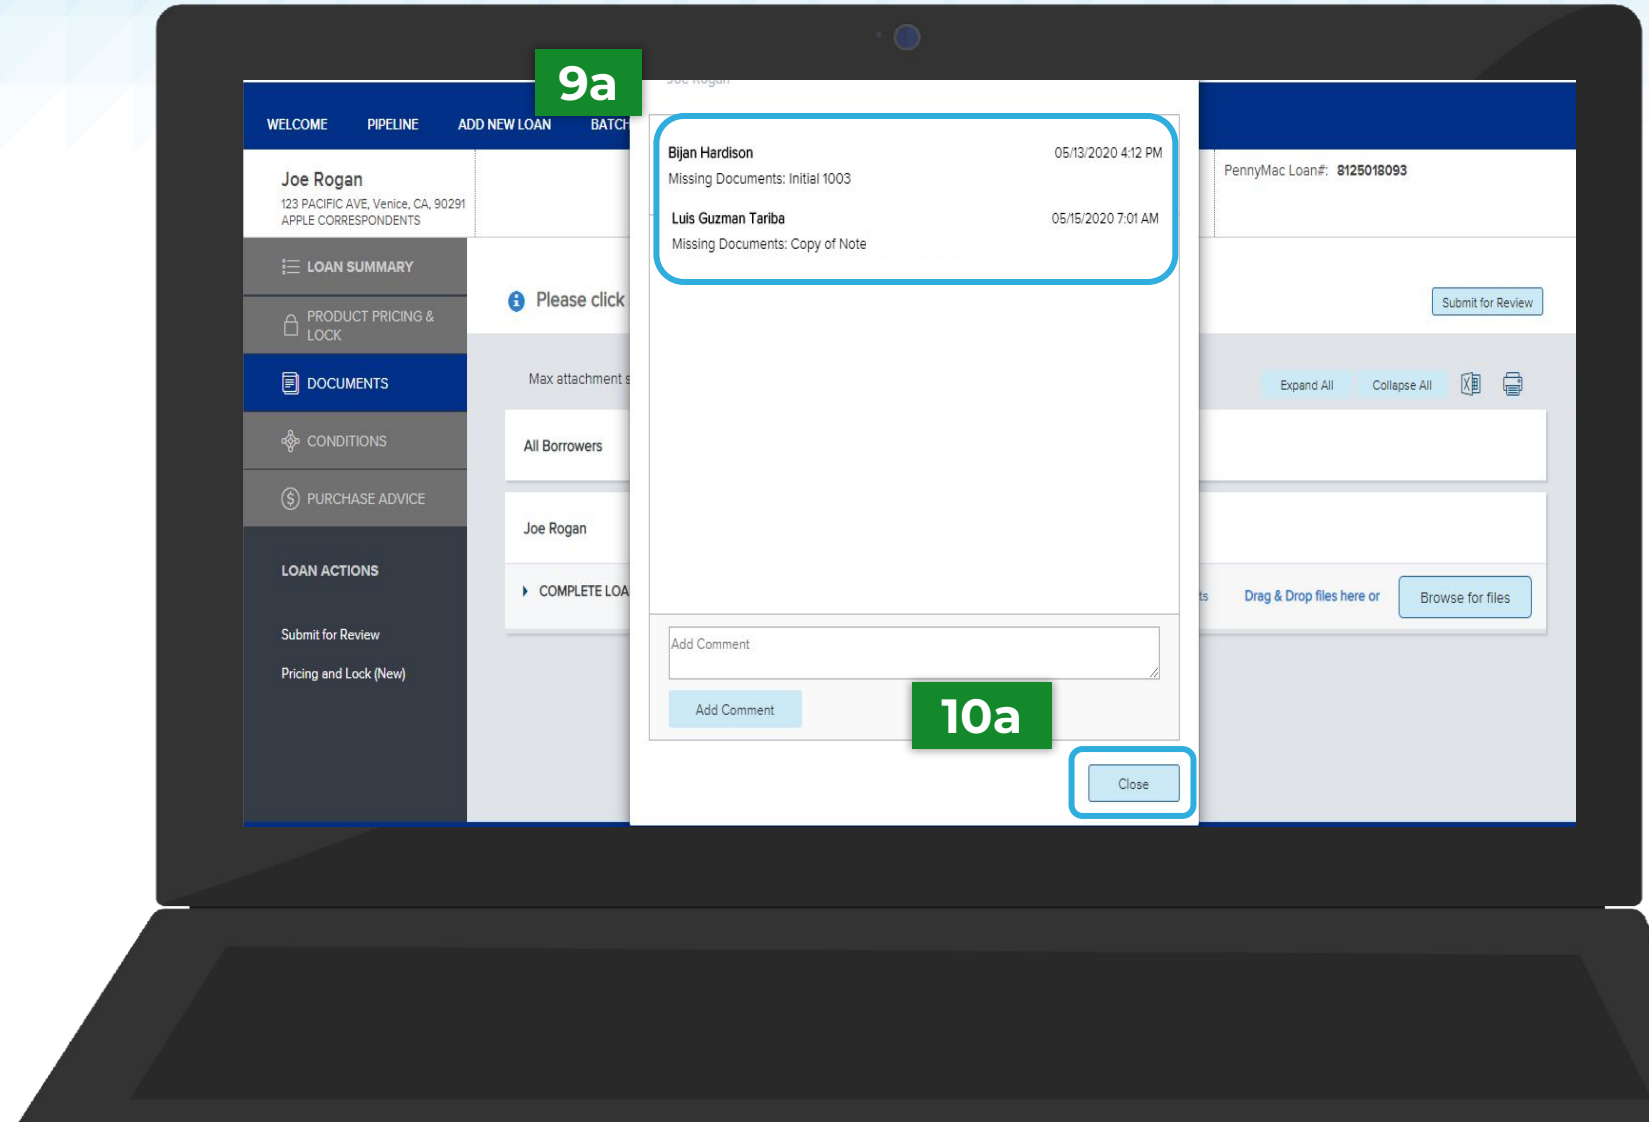 9a
Joe Rogan
WELCOME PIPELINE ADD NEW LOAN BATCH
Joe Rogan
123 PACIFIC AVE, Venice, CA, 90291
APPLE CORRESPONDENTS
Bijan Hardison 05/13/2020 4:12 PM
Missing Documents: Initial 1003
Luis Guzman Tariba 05/15/2020 7:01 AM
Missing Documents: Copy of Note
PennyMac Loan#: 8125018093
LOAN SUMMARY
PRODUCT PRICING &
LOCK
DOCUMENTS
CONDITIONS
PURCHASE ADVICE
LOAN ACTIONS
Submit for Review
Pricing and Lock (New)
Please click
Submit for Review
Max attachment s
Expand All Collapse All
All Borrowers
Joe Rogan
COMPLETE LOA
ts Drag & Drop files here or Browse for files
Add Comment
Add Comment
10a
Close